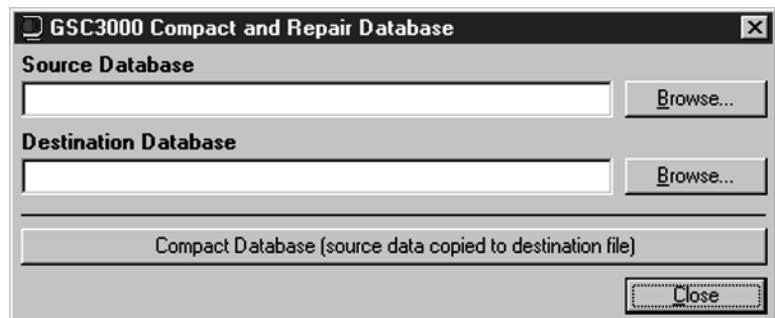 GSC3000 Compact and Repair Database
Source Database
Browse...
Destination Database
Browse...
Compact Database (source data copied to destination file)
Close